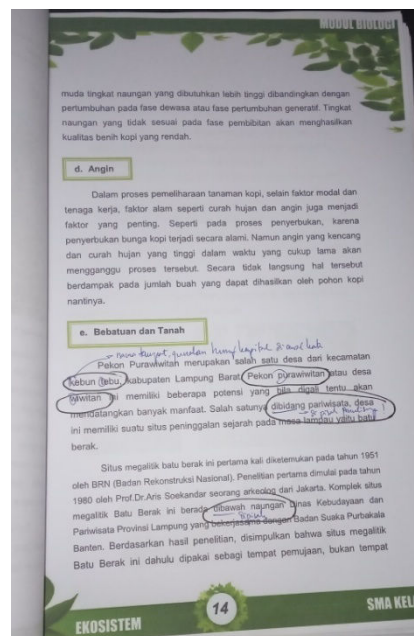 MODUL BIOLOGI
muda tingkat naungan yang dibutuhkan lebih tinggi dibandingkan dengan
pertumbuhan pada fase dewasa atau fase pertumbuhan generatif. Tingkat
naungan yang tidak sesuai pada fase pembibitan akan menghasilkan
kualitas benih kopi yang rendah.
d. Angin
Dalam proses pemeliharaan tanaman kopi, selain faktor modal dan
tenaga kerja, faktor alam seperti curah hujan dan angin juga menjadi
faktor yang penting. Seperti pada proses penyerbukan, karena
penyerbukan bunga kopi terjadi secara alami. Namun angin yang kencang
dan curah hujan yang tinggi dalam waktu yang cukup lama akan
mengganggu proses tersebut. Secara tidak langsung hal tersebut
berdampak pada jumlah buah yang dapat dihasilkan oleh pohon kopi
nantinya.
e. Bebatuan dan Tanah
nama tempat, gunakan huruf kapital di awal kata
Pekon Purawiwitan merupakan salah satu desa dari kecamatan
kebun tebu, kabupaten Lampung Barat. Pekon purawiwitan atau desa
wiwitan ini memiliki beberapa potensi yang bila digali tentu akan
mendatangkan banyak manfaat. Salah satunya dibidang pariwisata, desa
ini memiliki suatu situs peninggalan sejarah pada masa lampau yaitu batu
berak.
Situs megalitik batu berak ini pertama kali diketemukan pada tahun 1951
oleh BRN (Badan Rekonstruksi Nasional). Penelitian pertama dimulai pada tahun
1980 oleh Prof.Dr.Aris Soekandar seorang arkeolog dari Jakarta. Komplek situs
megalitik Batu Berak ini berada dibawah naungan Dinas Kebudayaan dan
Pariwisata Provinsi Lampung yang bekerjasama dengan Badan Suaka Purbakala
Banten. Berdasarkan hasil penelitian, disimpulkan bahwa situs megalitik
Batu Berak ini dahulu dipakai sebagai tempat pemujaan, bukan tempat
14
EKOSISTEM
SMA KEL